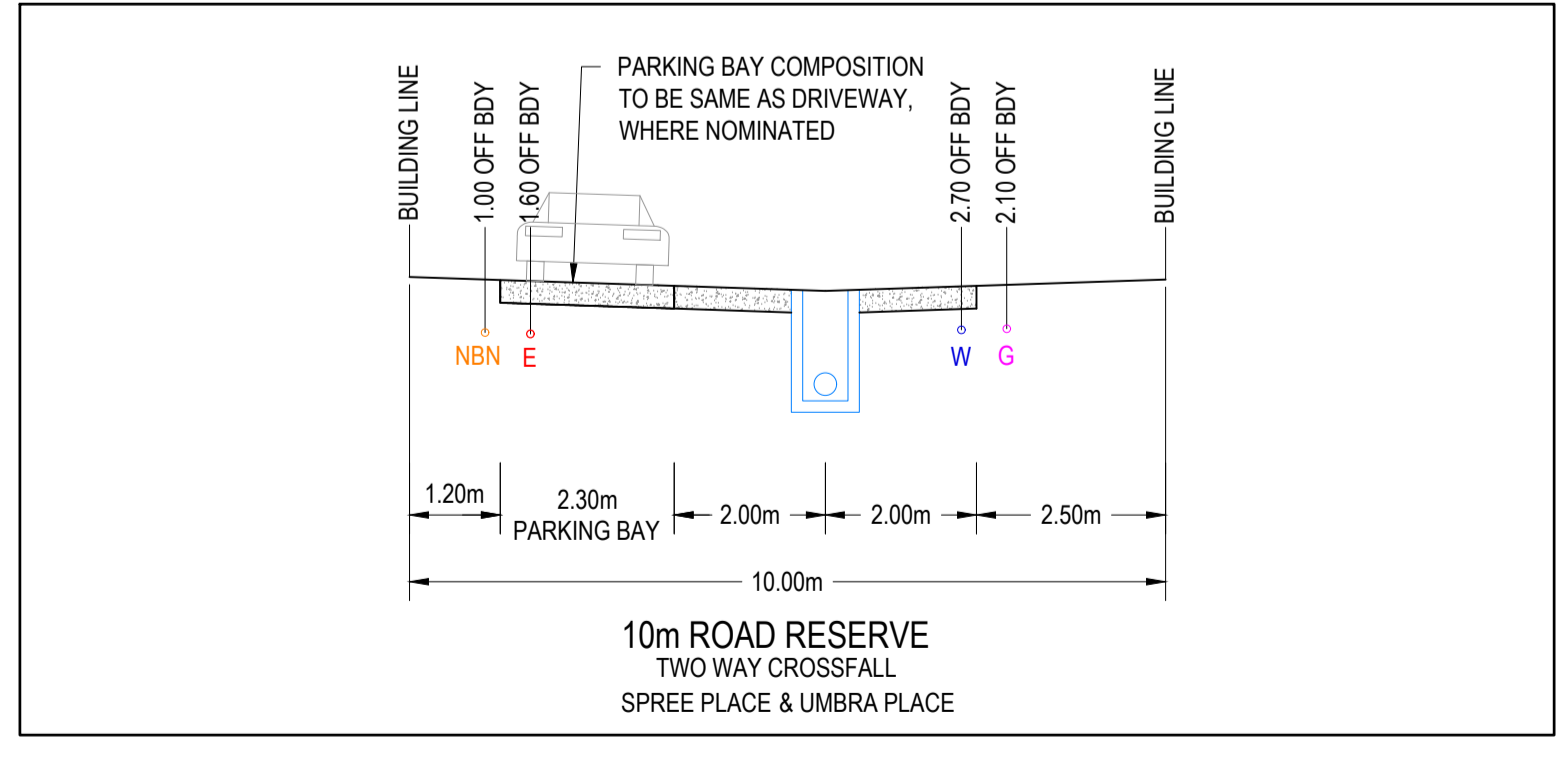 BUILDING LINE
1.00 OFF BDY
1.60 OFF BDY
PARKING BAY COMPOSITION
TO BE SAME AS DRIVEWAY,
WHERE NOMINATED
2.70 OFF BDY
2.10 OFF BDY
BUILDING LINE
NBN
E
W
G
1.20m
2.30m
PARKING BAY
2.00m
2.00m
2.50m
10.00m
10m ROAD RESERVE
TWO WAY CROSSFALL
SPREE PLACE & UMBRA PLACE